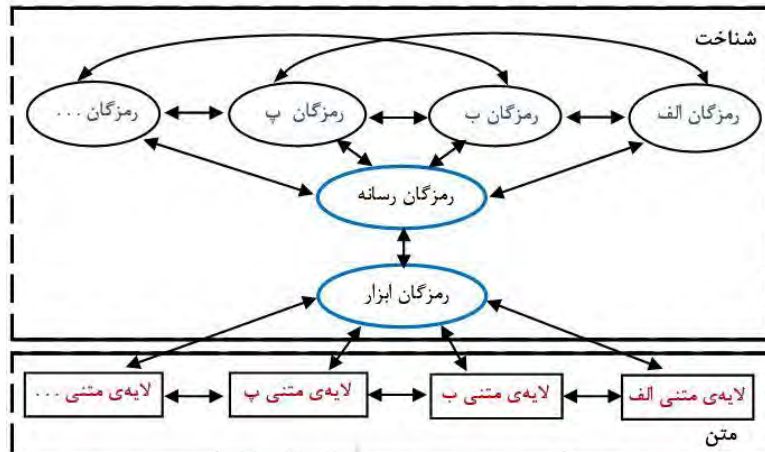 شناخت
رمزگان الف
رمزگان ب
رمزگان پ
رمزگان ...
رمزگان رسانه
رمزگان ابزار
لایه‌ی متنی الف
لایه‌ی متنی ب
لایه‌ی متنی پ
لایه‌ی متنی ...
متن